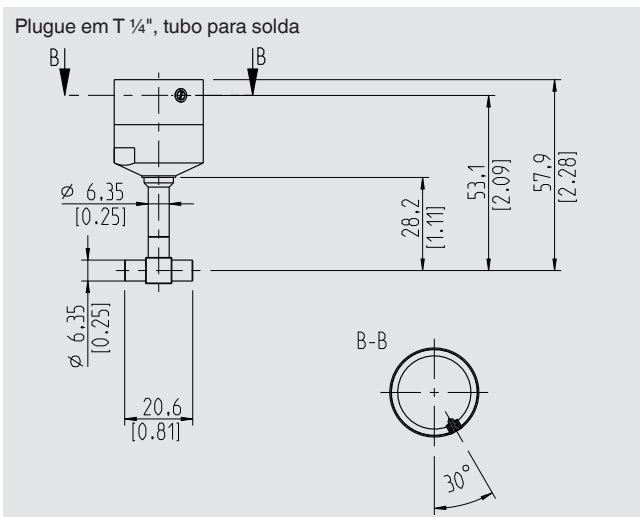 Plugue em T ¼", tubo para solda
B
B
Ø 6,35
[0.25]
28,2
[1.11]
53,1
[2.09]
57,9
[2.28]
Ø 6,35
[0.25]
20,6
[0.81]
B-B
30°